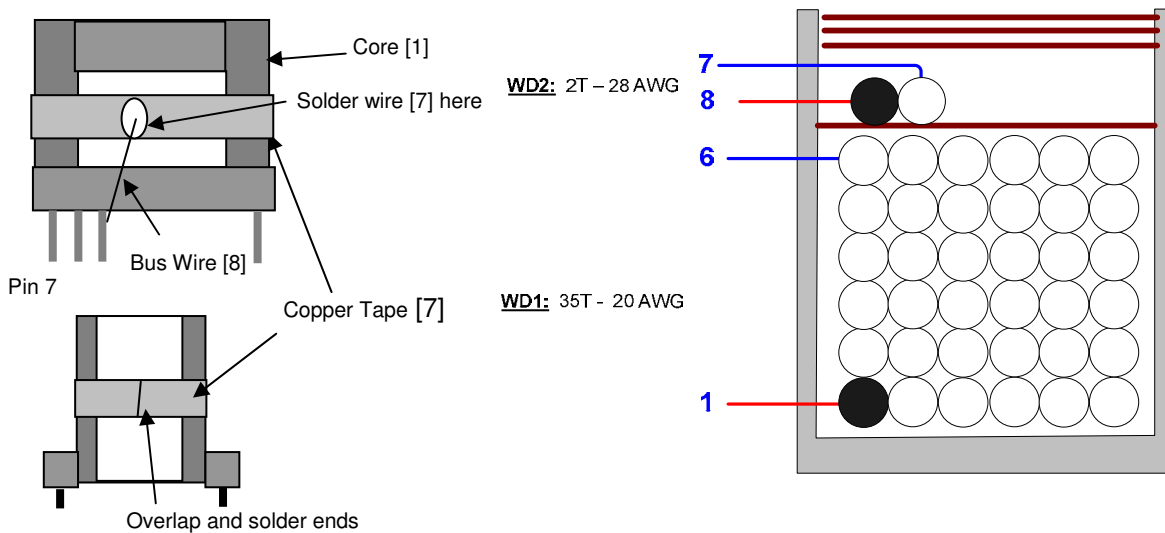 Core [1]
Solder wire [7] here
Bus Wire [8]
Pin 7
Copper Tape [7]
Overlap and solder ends
WD2: 2T – 28 AWG
WD1: 35T - 20 AWG
7
8
6
1